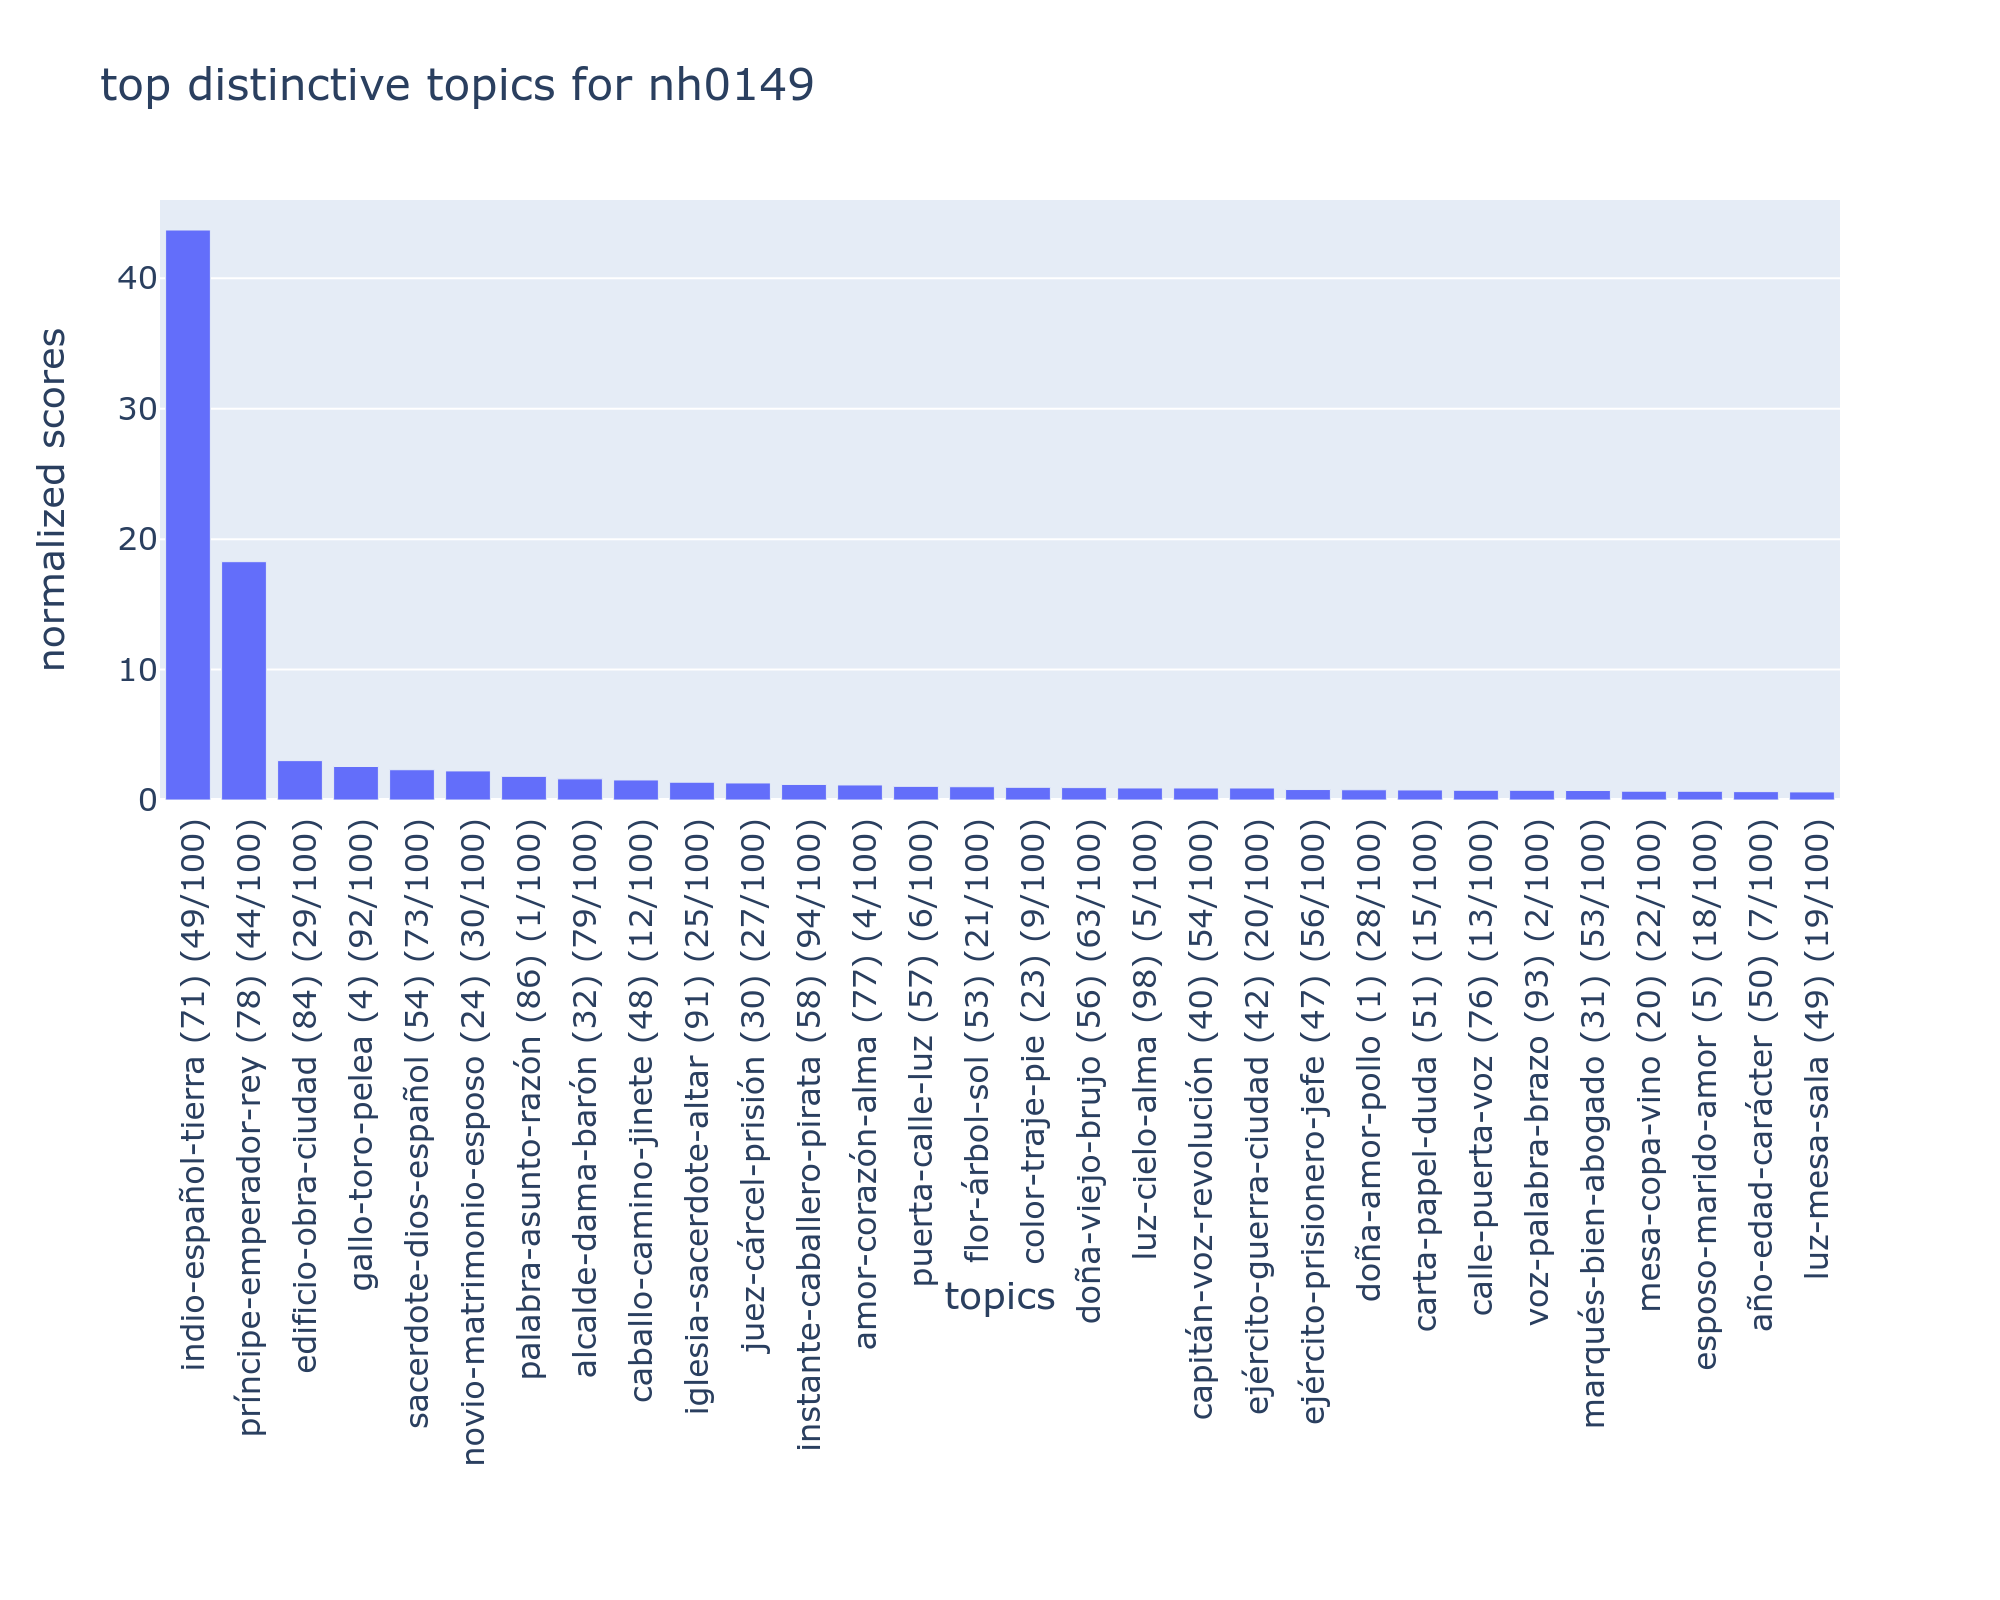 top distinctive topics for nh0149
normalized scores
40
30
20
10
0
indio-español-tierra (71) (49/100)
príncipe-emperador-rey (78) (44/100)
edificio-obra-ciudad (84) (29/100)
gallo-toro-pelea (4) (92/100)
sacerdote-dios-español (54) (73/100)
novio-matrimonio-esposo (24) (30/100)
palabra-asunto-razón (86) (1/100)
alcalde-dama-barón (32) (79/100)
caballo-camino-jinete (48) (12/100)
iglesia-sacerdote-altar (91) (25/100)
juez-cárcel-prisión (30) (27/100)
instante-caballero-pirata (58) (94/100)
amor-corazón-alma (77) (4/100)
puerta-calle-luz (57) (6/100)
flor-árbol-sol (53) (21/100)
color-traje-pie (23) (9/100)
doña-viejo-brujo (56) (63/100)
luz-cielo-alma (98) (5/100)
capitán-voz-revolución (40) (54/100)
ejército-guerra-ciudad (42) (20/100)
ejército-prisionero-jefe (47) (56/100)
doña-amor-pollo (1) (28/100)
carta-papel-duda (51) (15/100)
calle-puerta-voz (76) (13/100)
voz-palabra-brazo (93) (2/100)
marqués-bien-abogado (31) (53/100)
mesa-copa-vino (20) (22/100)
esposo-marido-amor (5) (18/100)
año-edad-carácter (50) (7/100)
luz-mesa-sala (49) (19/100)
topics